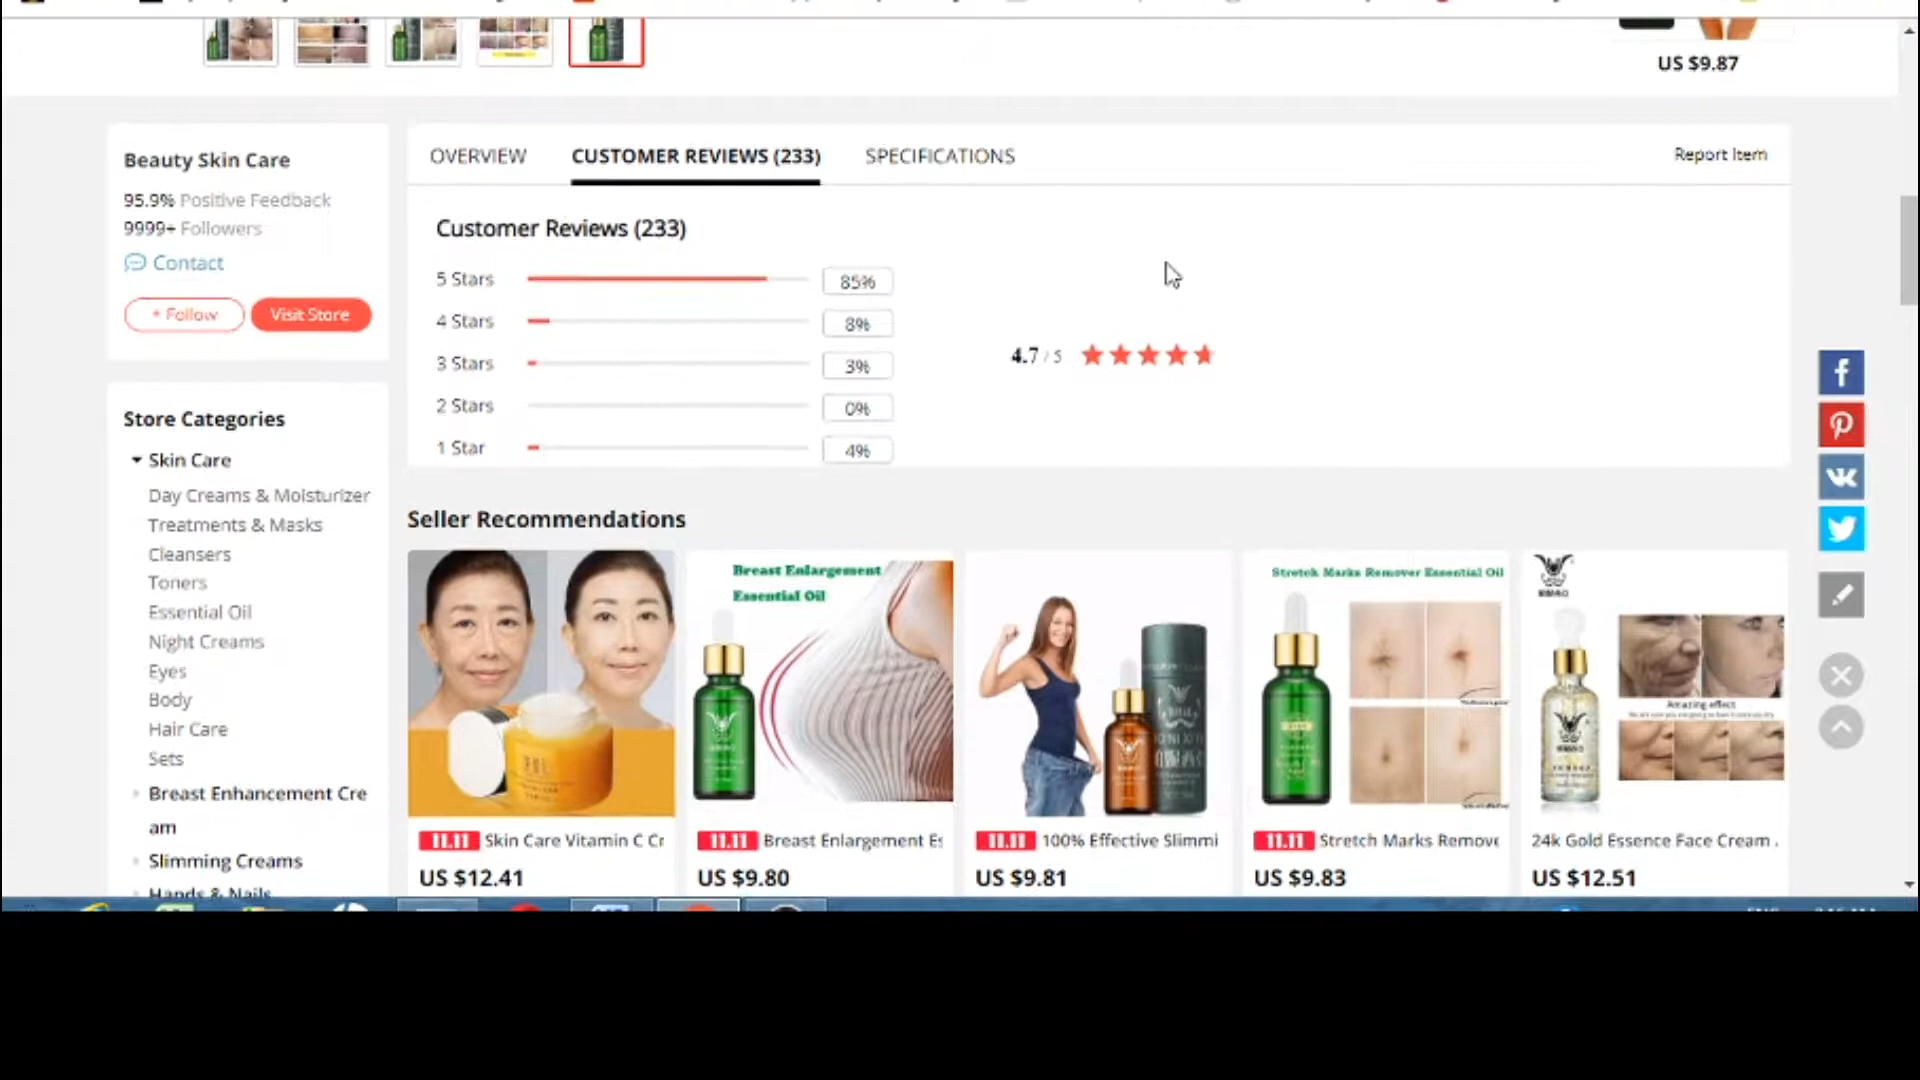 US $9.87
Beauty Skin Care
95.9% Positive Feedback
9999+ Followers
Contact
+ Follow
Visit Store
Store Categories
Skin Care
Day Creams & Moisturizer
Treatments & Masks
Cleansers
Toners
Essential Oil
Night Creams
Eyes
Body
Hair Care
Sets
Breast Enhancement Cre
am
Slimming Creams
Hands & Nails
OVERVIEW
CUSTOMER REVIEWS (233)
SPECIFICATIONS
Report Item
Customer Reviews (233)
5 Stars 85%
4 Stars 8%
3 Stars 3%
2 Stars 0%
1 Star 4%
4.7 / 5
Seller Recommendations
Breast Enlargement
Essential Oil
Stretch Marks Remover Essential Oil
Amazing effect
11.11 Skin Care Vitamin C Cr
US $12.41
11.11 Breast Enlargement Es
US $9.80
11.11 100% Effective Slimmi
US $9.81
11.11 Stretch Marks Remove
US $9.83
24k Gold Essence Face Cream .
US $12.51